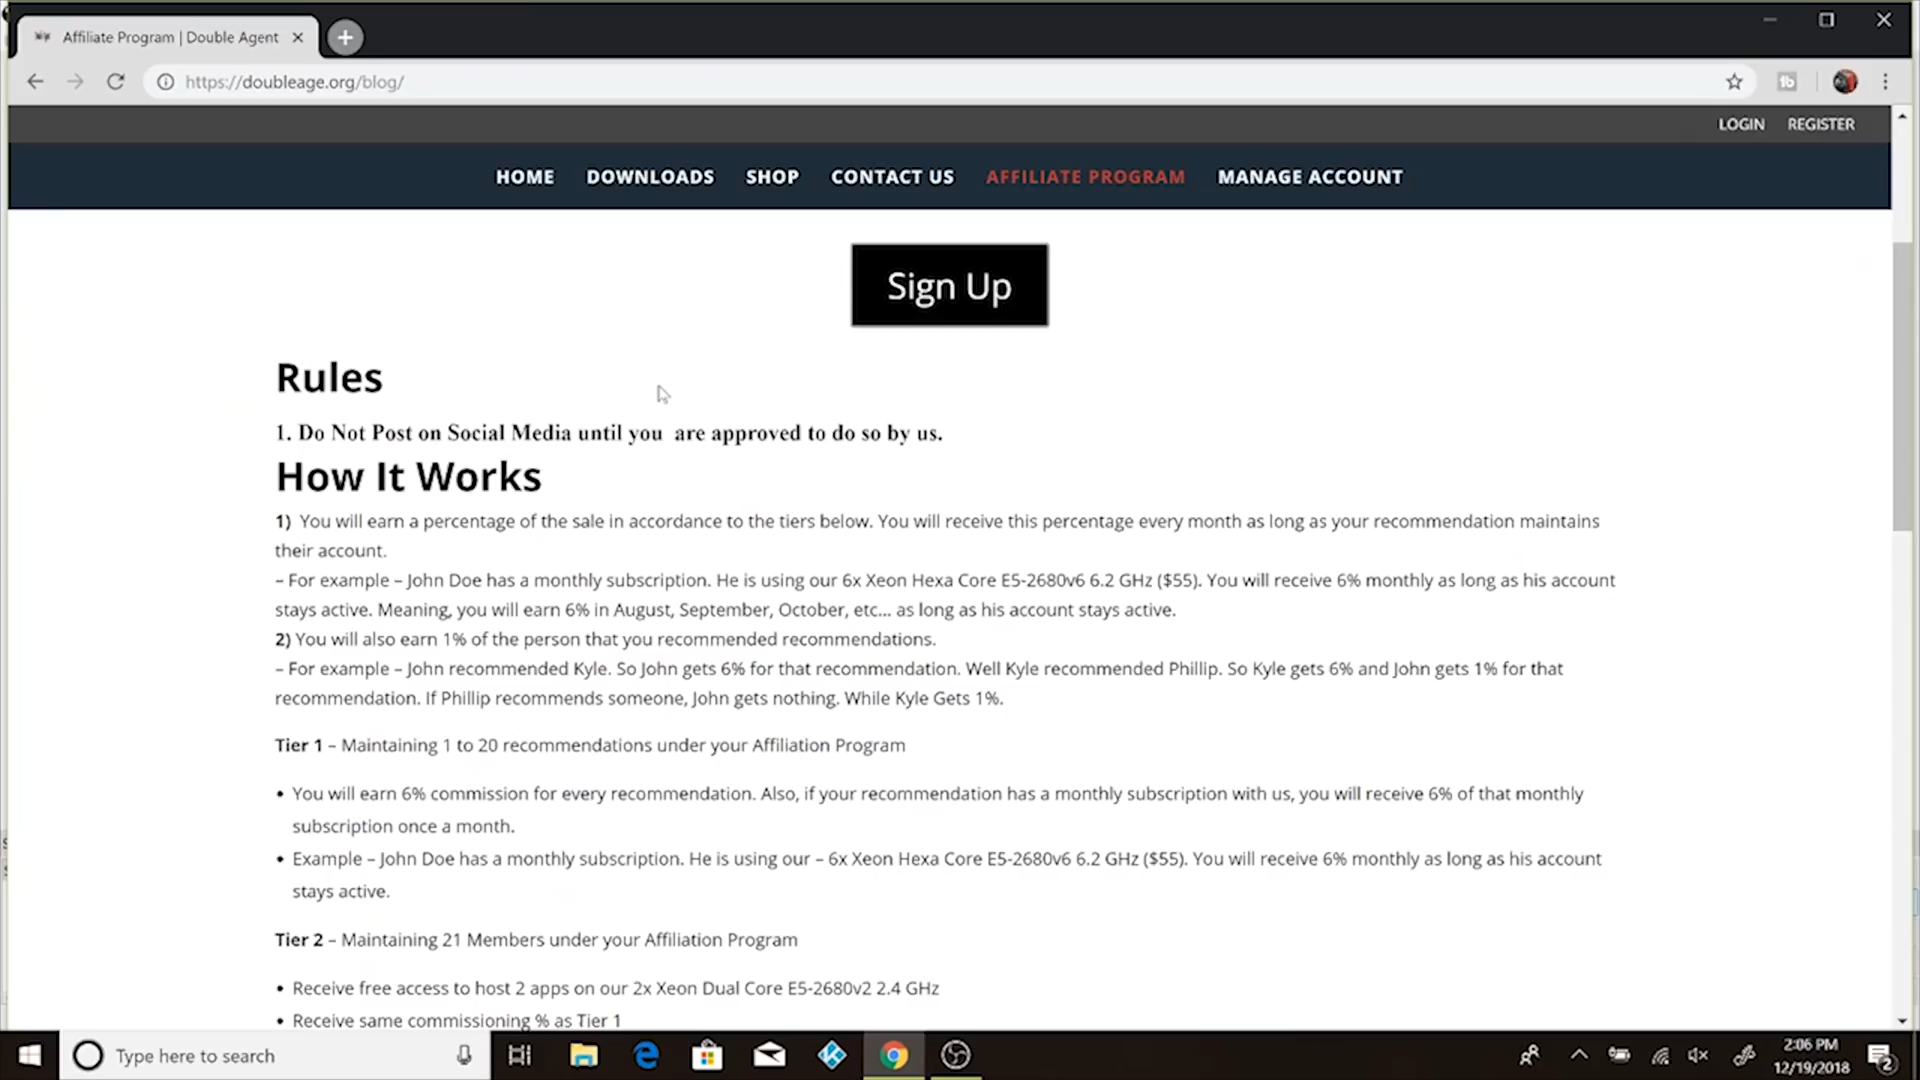 Affiliate Program | Double Agent
https://doubleage.org/blog/
LOGIN REGISTER
HOME DOWNLOADS SHOP CONTACT US AFFILIATE PROGRAM MANAGE ACCOUNT
Sign Up
Rules
1. Do Not Post on Social Media until you are approved to do so by us.
How It Works
1) You will earn a percentage of the sale in accordance to the tiers below. You will receive this percentage every month as long as your recommendation maintains
their account.
– For example – John Doe has a monthly subscription. He is using our 6x Xeon Hexa Core E5-2680v6 6.2 GHz ($55). You will receive 6% monthly as long as his account
stays active. Meaning, you will earn 6% in August, September, October, etc... as long as his account stays active.
2) You will also earn 1% of the person that you recommended recommendations.
– For example – John recommended Kyle. So John gets 6% for that recommendation. Well Kyle recommended Phillip. So Kyle gets 6% and John gets 1% for that
recommendation. If Phillip recommends someone, John gets nothing. While Kyle Gets 1%.
Tier 1 – Maintaining 1 to 20 recommendations under your Affiliation Program
• You will earn 6% commission for every recommendation. Also, if your recommendation has a monthly subscription with us, you will receive 6% of that monthly
subscription once a month.
• Example – John Doe has a monthly subscription. He is using our – 6x Xeon Hexa Core E5-2680v6 6.2 GHz ($55). You will receive 6% monthly as long as his account
stays active.
Tier 2 – Maintaining 21 Members under your Affiliation Program
• Receive free access to host 2 apps on our 2x Xeon Dual Core E5-2680v2 2.4 GHz
• Receive same commissioning % as Tier 1
Type here to search
2:06 PM
12/19/2018
2